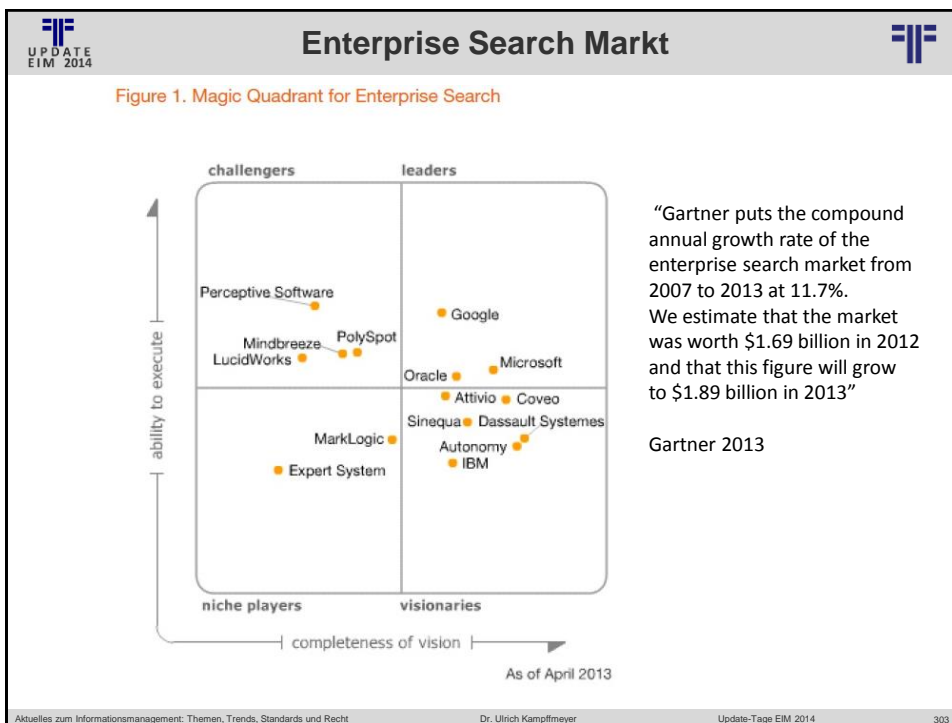 UPDATE
EIM 2014
Enterprise Search Markt
Figure 1. Magic Quadrant for Enterprise Search
challengers
leaders
Perceptive Software
Google
Mindbreeze
PolySpot
LucidWorks
Microsoft
Oracle
Attivio
Coveo
Sinequa
Dassault Systemes
MarkLogic
Autonomy
IBM
Expert System
niche players
visionaries
ability to execute
completeness of vision
As of April 2013
“Gartner puts the compound
annual growth rate of the
enterprise search market from
2007 to 2013 at 11.7%.
We estimate that the market
was worth $1.69 billion in 2012
and that this figure will grow
to $1.89 billion in 2013”
Gartner 2013
Aktuelles zum Informationsmanagement: Themen, Trends, Standards und Recht
Dr. Ulrich Kampffmeyer
Update-Tage EIM 2014
303